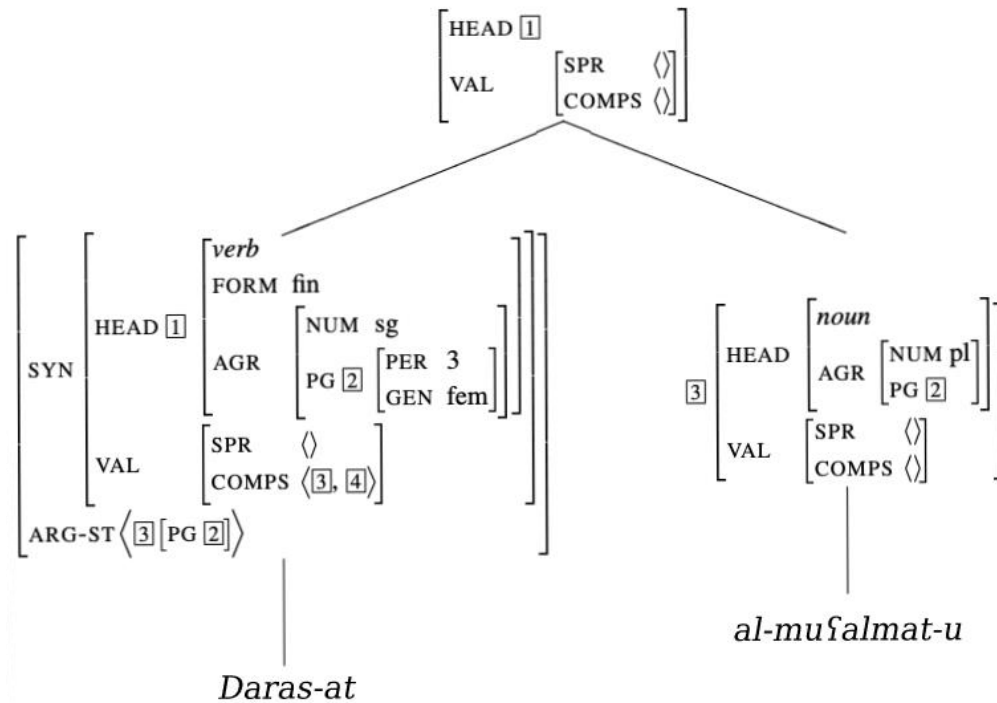 HEAD [1]
VAL [SPR ⟨⟩
COMPS ⟨⟩]
SYN
HEAD [1]
verb
FORM fin
AGR
NUM sg
PG [2]
PER 3
GEN fem
VAL
SPR ⟨⟩
COMPS ⟨[3], [4]⟩
ARG-ST ⟨[3] [PG [2]]⟩
Daras-at
[3]
HEAD
noun
AGR
NUM pl
PG [2]
VAL
SPR ⟨⟩
COMPS ⟨⟩
al-muʕalmat-u